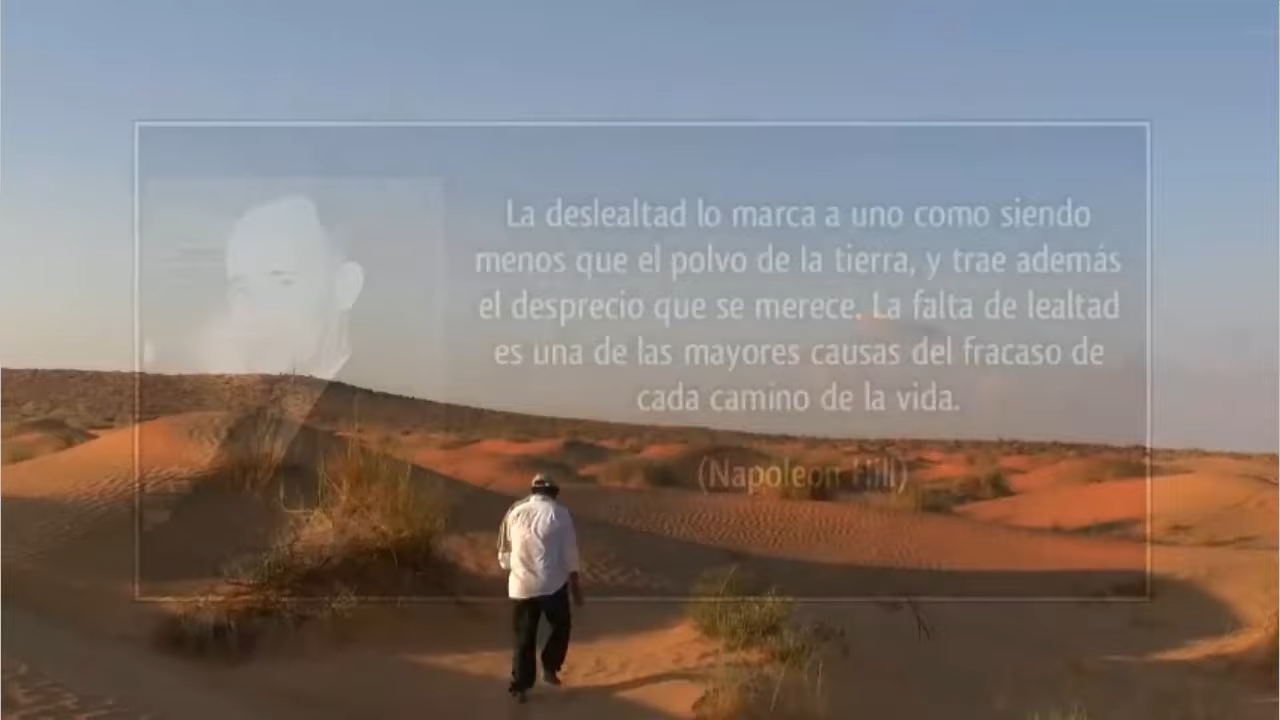 La deslealtad lo marca a uno como siendo
menos que el polvo de la tierra, y trae además
el desprecio que se merece. La falta de lealtad
es una de las mayores causas del fracaso de
cada camino de la vida.
(Napoleon Hill)